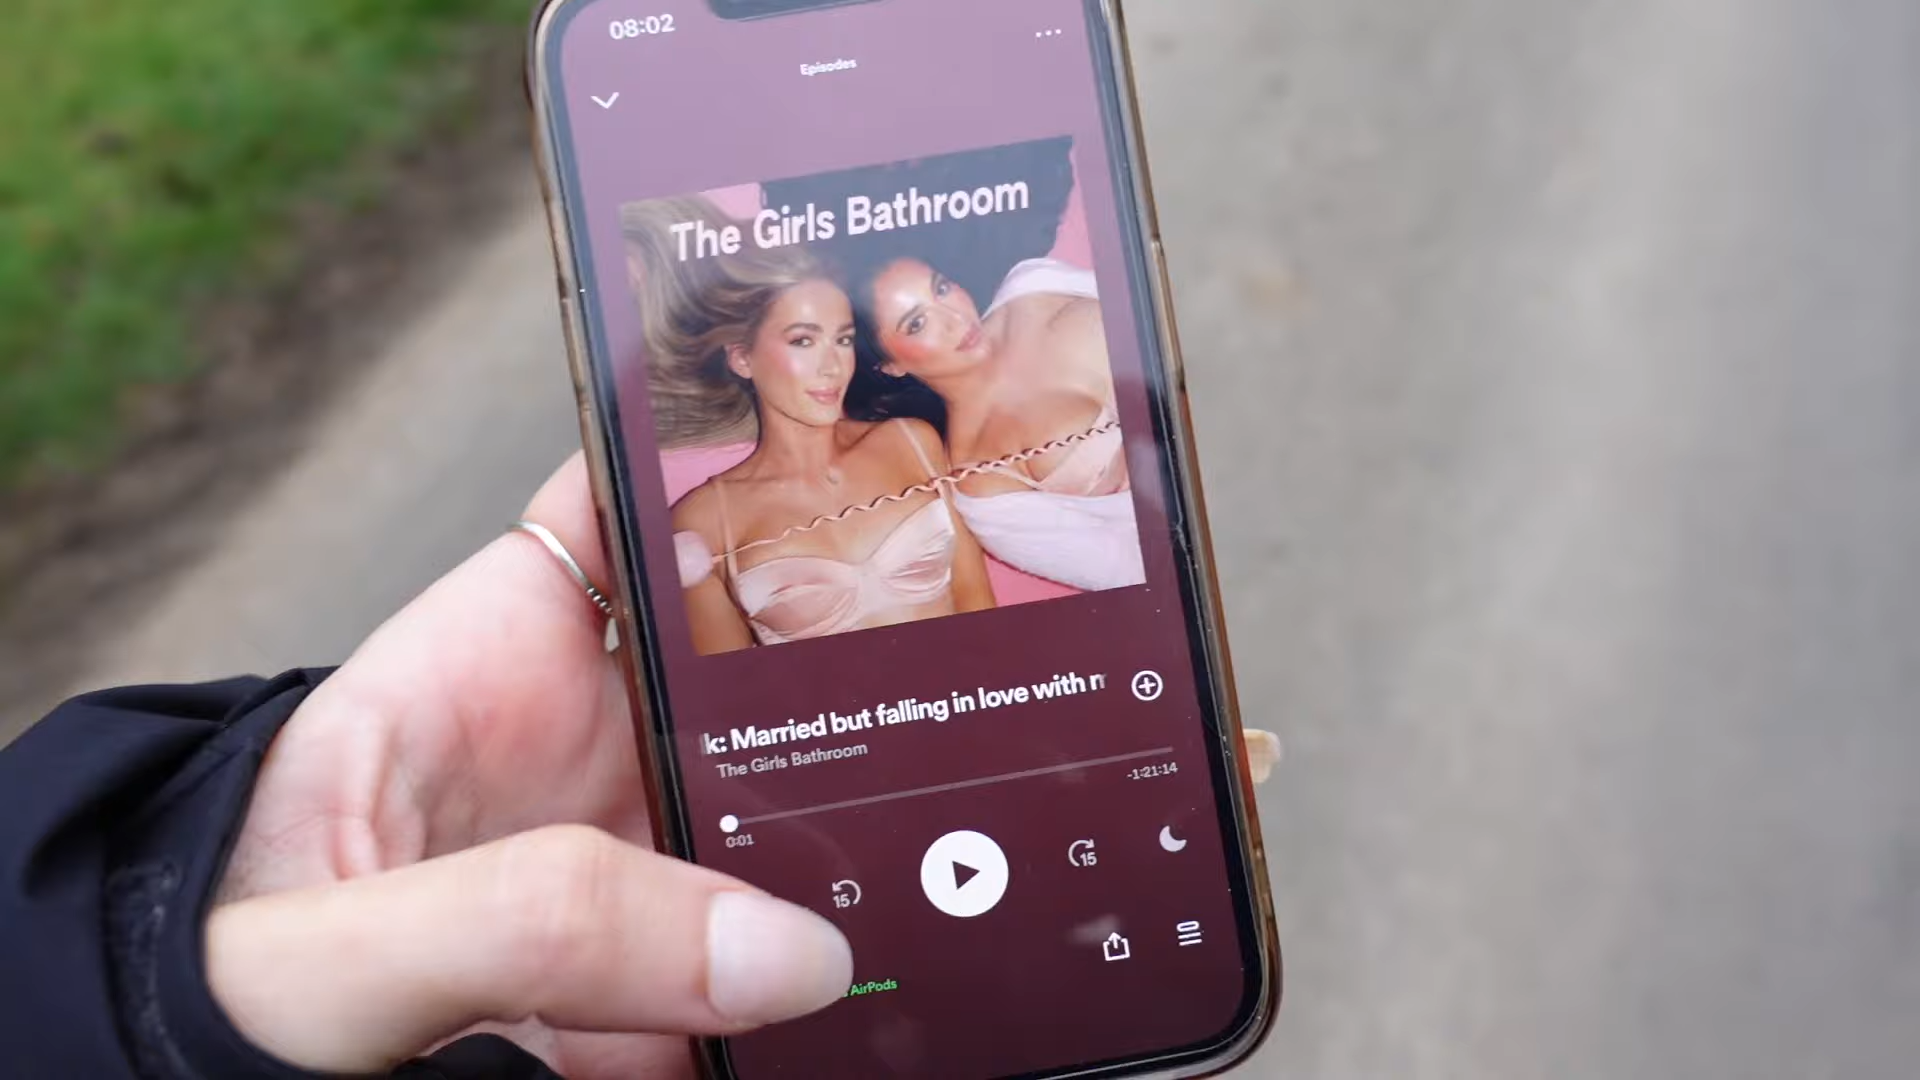 08:02
Episodes
The Girls Bathroom
k: Married but falling in love with
The Girls Bathroom
0:01
-1:21:14
15
15
AirPods